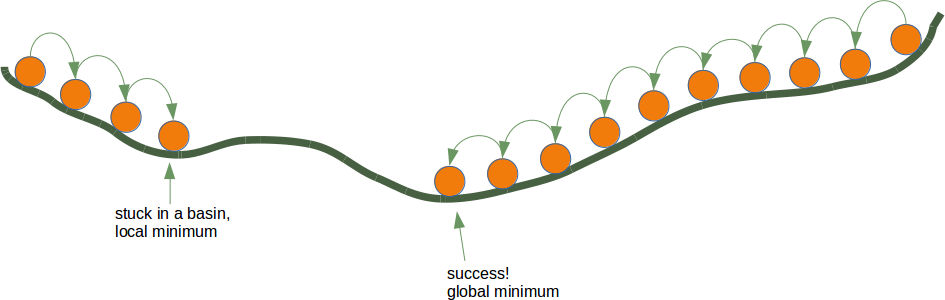 stuck in a basin,
local minimum
success!
global minimum